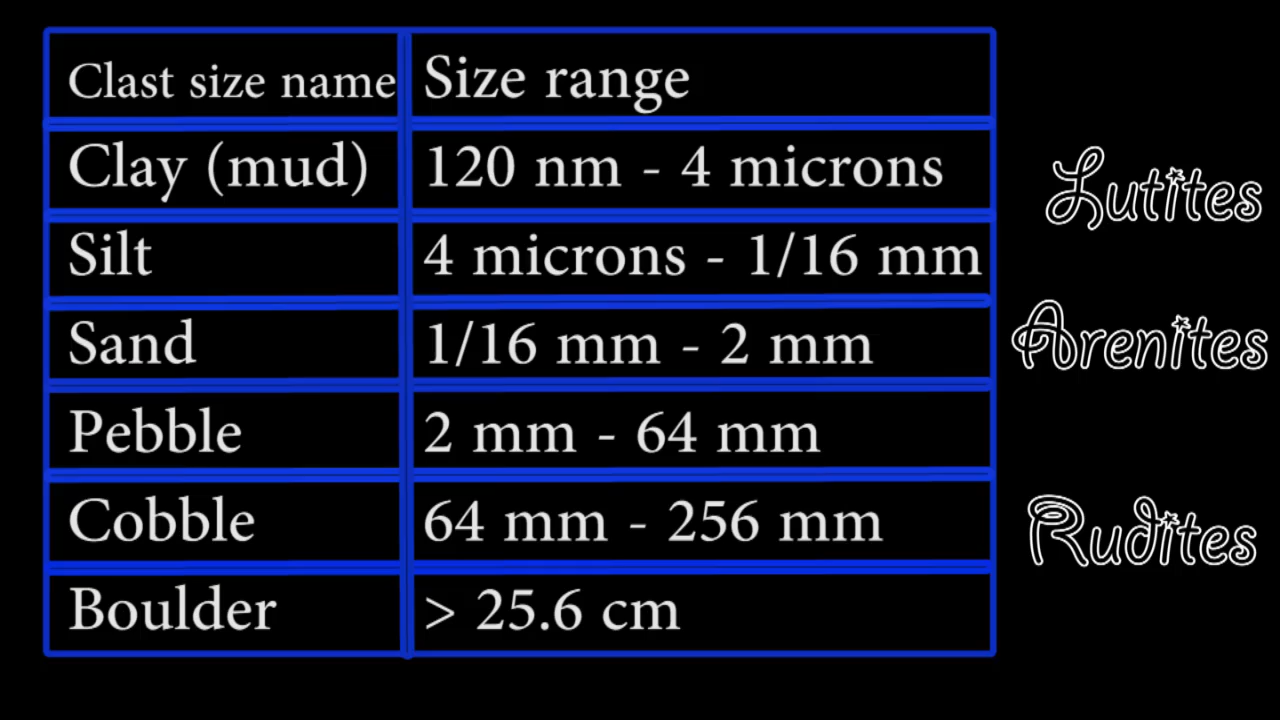 Clast size name Size range
Clay (mud) 120 nm - 4 microns
Lutites
Silt 4 microns - 1/16 mm
Sand 1/16 mm - 2 mm
Arenites
Pebble 2 mm - 64 mm
Cobble 64 mm - 256 mm
Rudites
Boulder > 25.6 cm